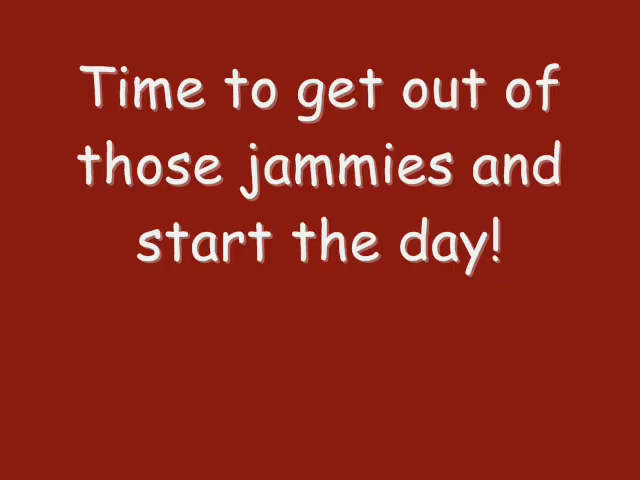 Time to get out of
those jammies and
start the day!